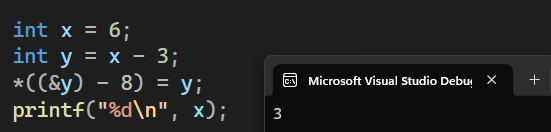 int x = 6;
int y = x - 3;
*((&y) - 8) = y;
printf("%d\n", x);
Microsoft Visual Studio Debu
3